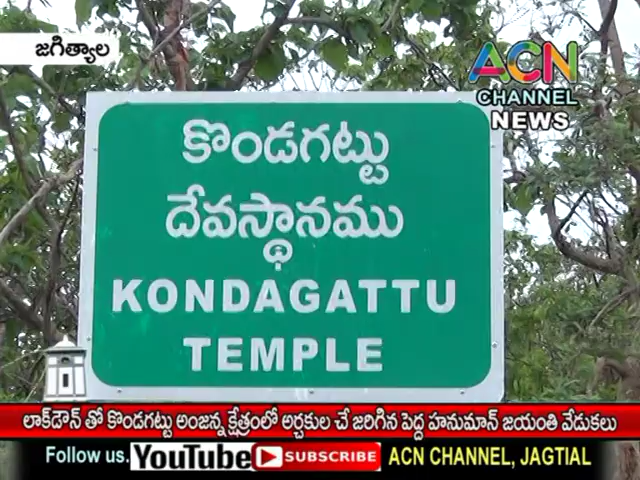 జగిత్యాల
ACN
CHANNEL
NEWS
కొండగట్టు
దేవస్థానము
KONDAGATTU
TEMPLE
లాక్‌డౌన్ తో కొండగట్టు అంజన్న క్షేత్రంలో అర్చకుల చే జరిగిన పెద్ద హనుమాన్ జయంతి వేడుకలు
Follow us. YouTube SUBSCRIBE ACN CHANNEL, JAGTIAL